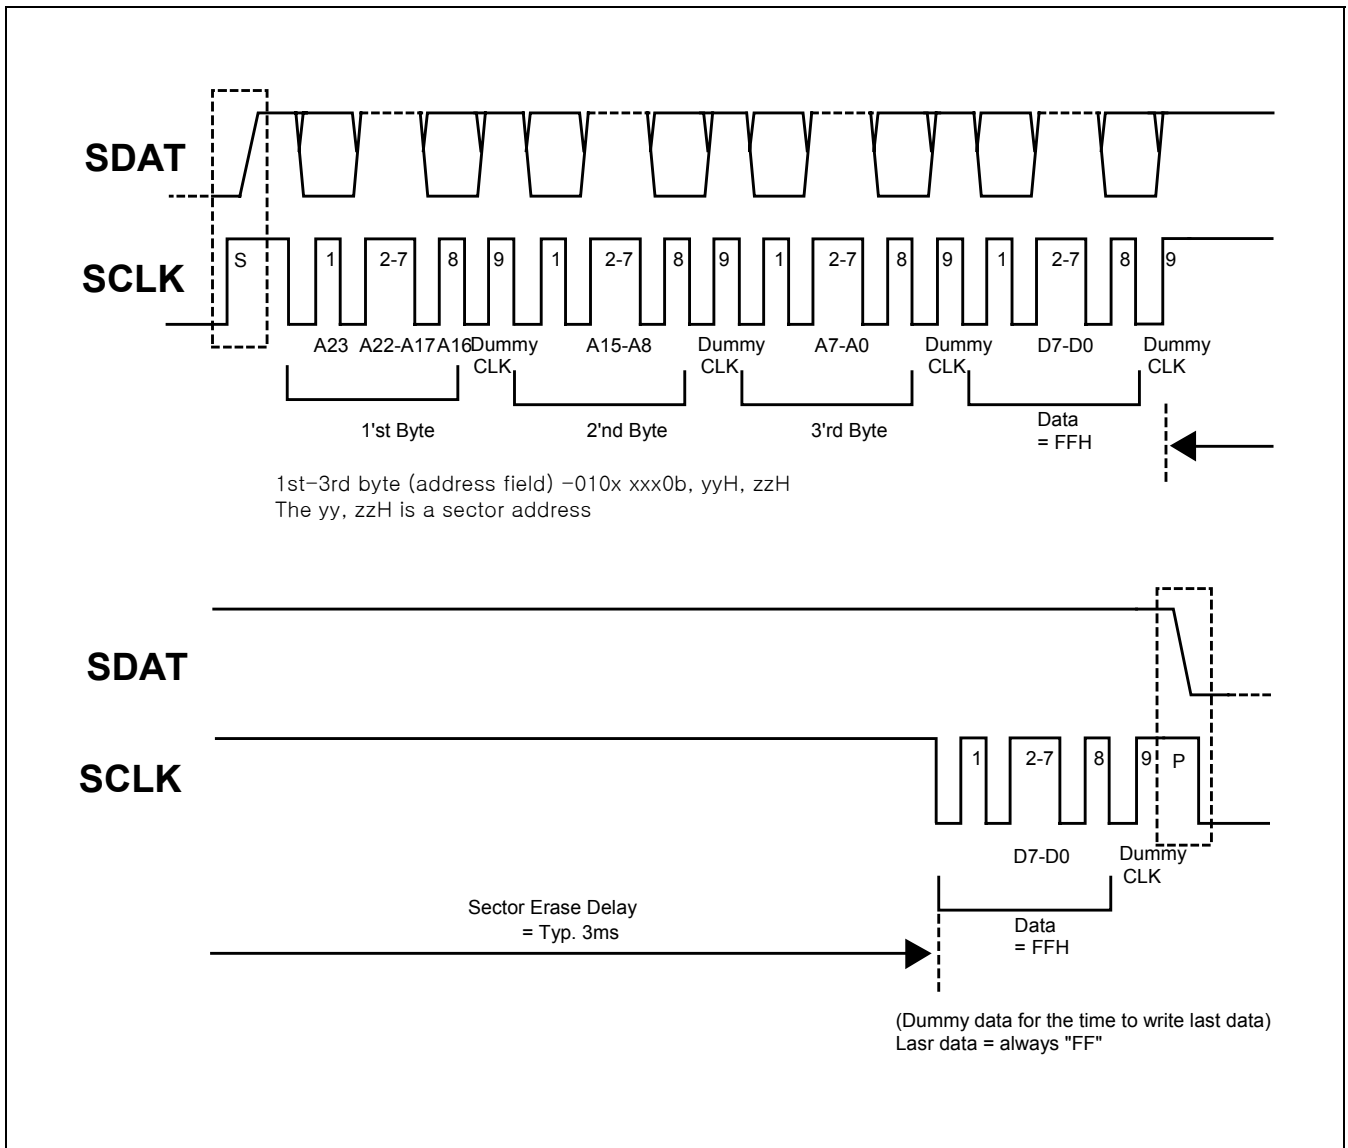 SDAT
SCLK
S 1 2-7 8 9 1 2-7 8 9 1 2-7 8 9 1 2-7 8 9
A23 A22-A17 A16 Dummy CLK A15-A8 Dummy CLK A7-A0 Dummy CLK D7-D0 Dummy CLK
1'st Byte 2'nd Byte 3'rd Byte Data = FFH
1st-3rd byte (address field) -010x xxx0b, yyH, zzH
The yy, zzH is a sector address
SDAT
SCLK
1 2-7 8 9 P
D7-D0 Dummy CLK
Sector Erase Delay
= Typ. 3ms
Data
= FFH
(Dummy data for the time to write last data)
Lasr data = always "FF"